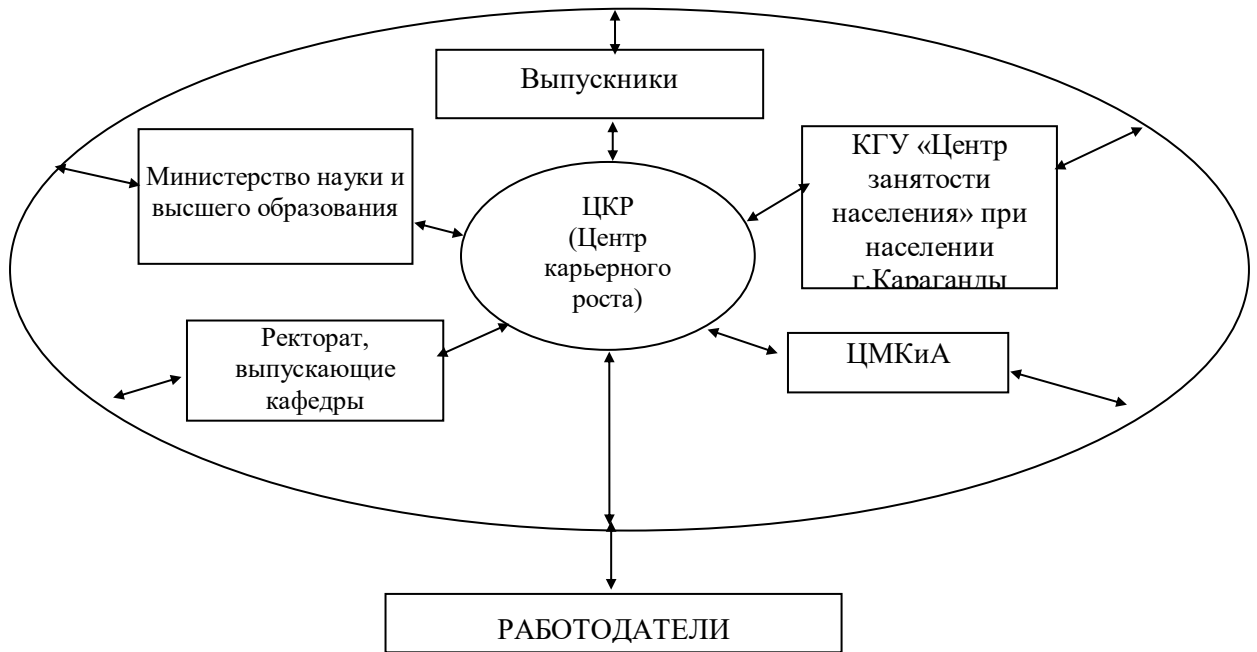 Выпускники
Министерство науки и
высшего образования
КГУ «Центр
занятости
населения» при
населении
г.Караганды
ЦКР
(Центр
карьерного
роста)
Ректорат,
выпускающие
кафедры
ЦМКиА
РАБОТОДАТЕЛИ